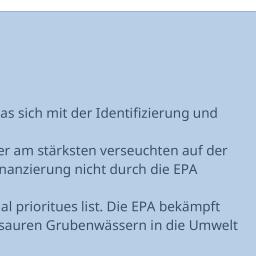 as sich mit der Identifizierung und
er am stärksten verseuchten auf der
nanzierung nicht durch die EPA
al prioritues list. Die EPA bekämpft
sauren Grubenwässern in die Umwelt